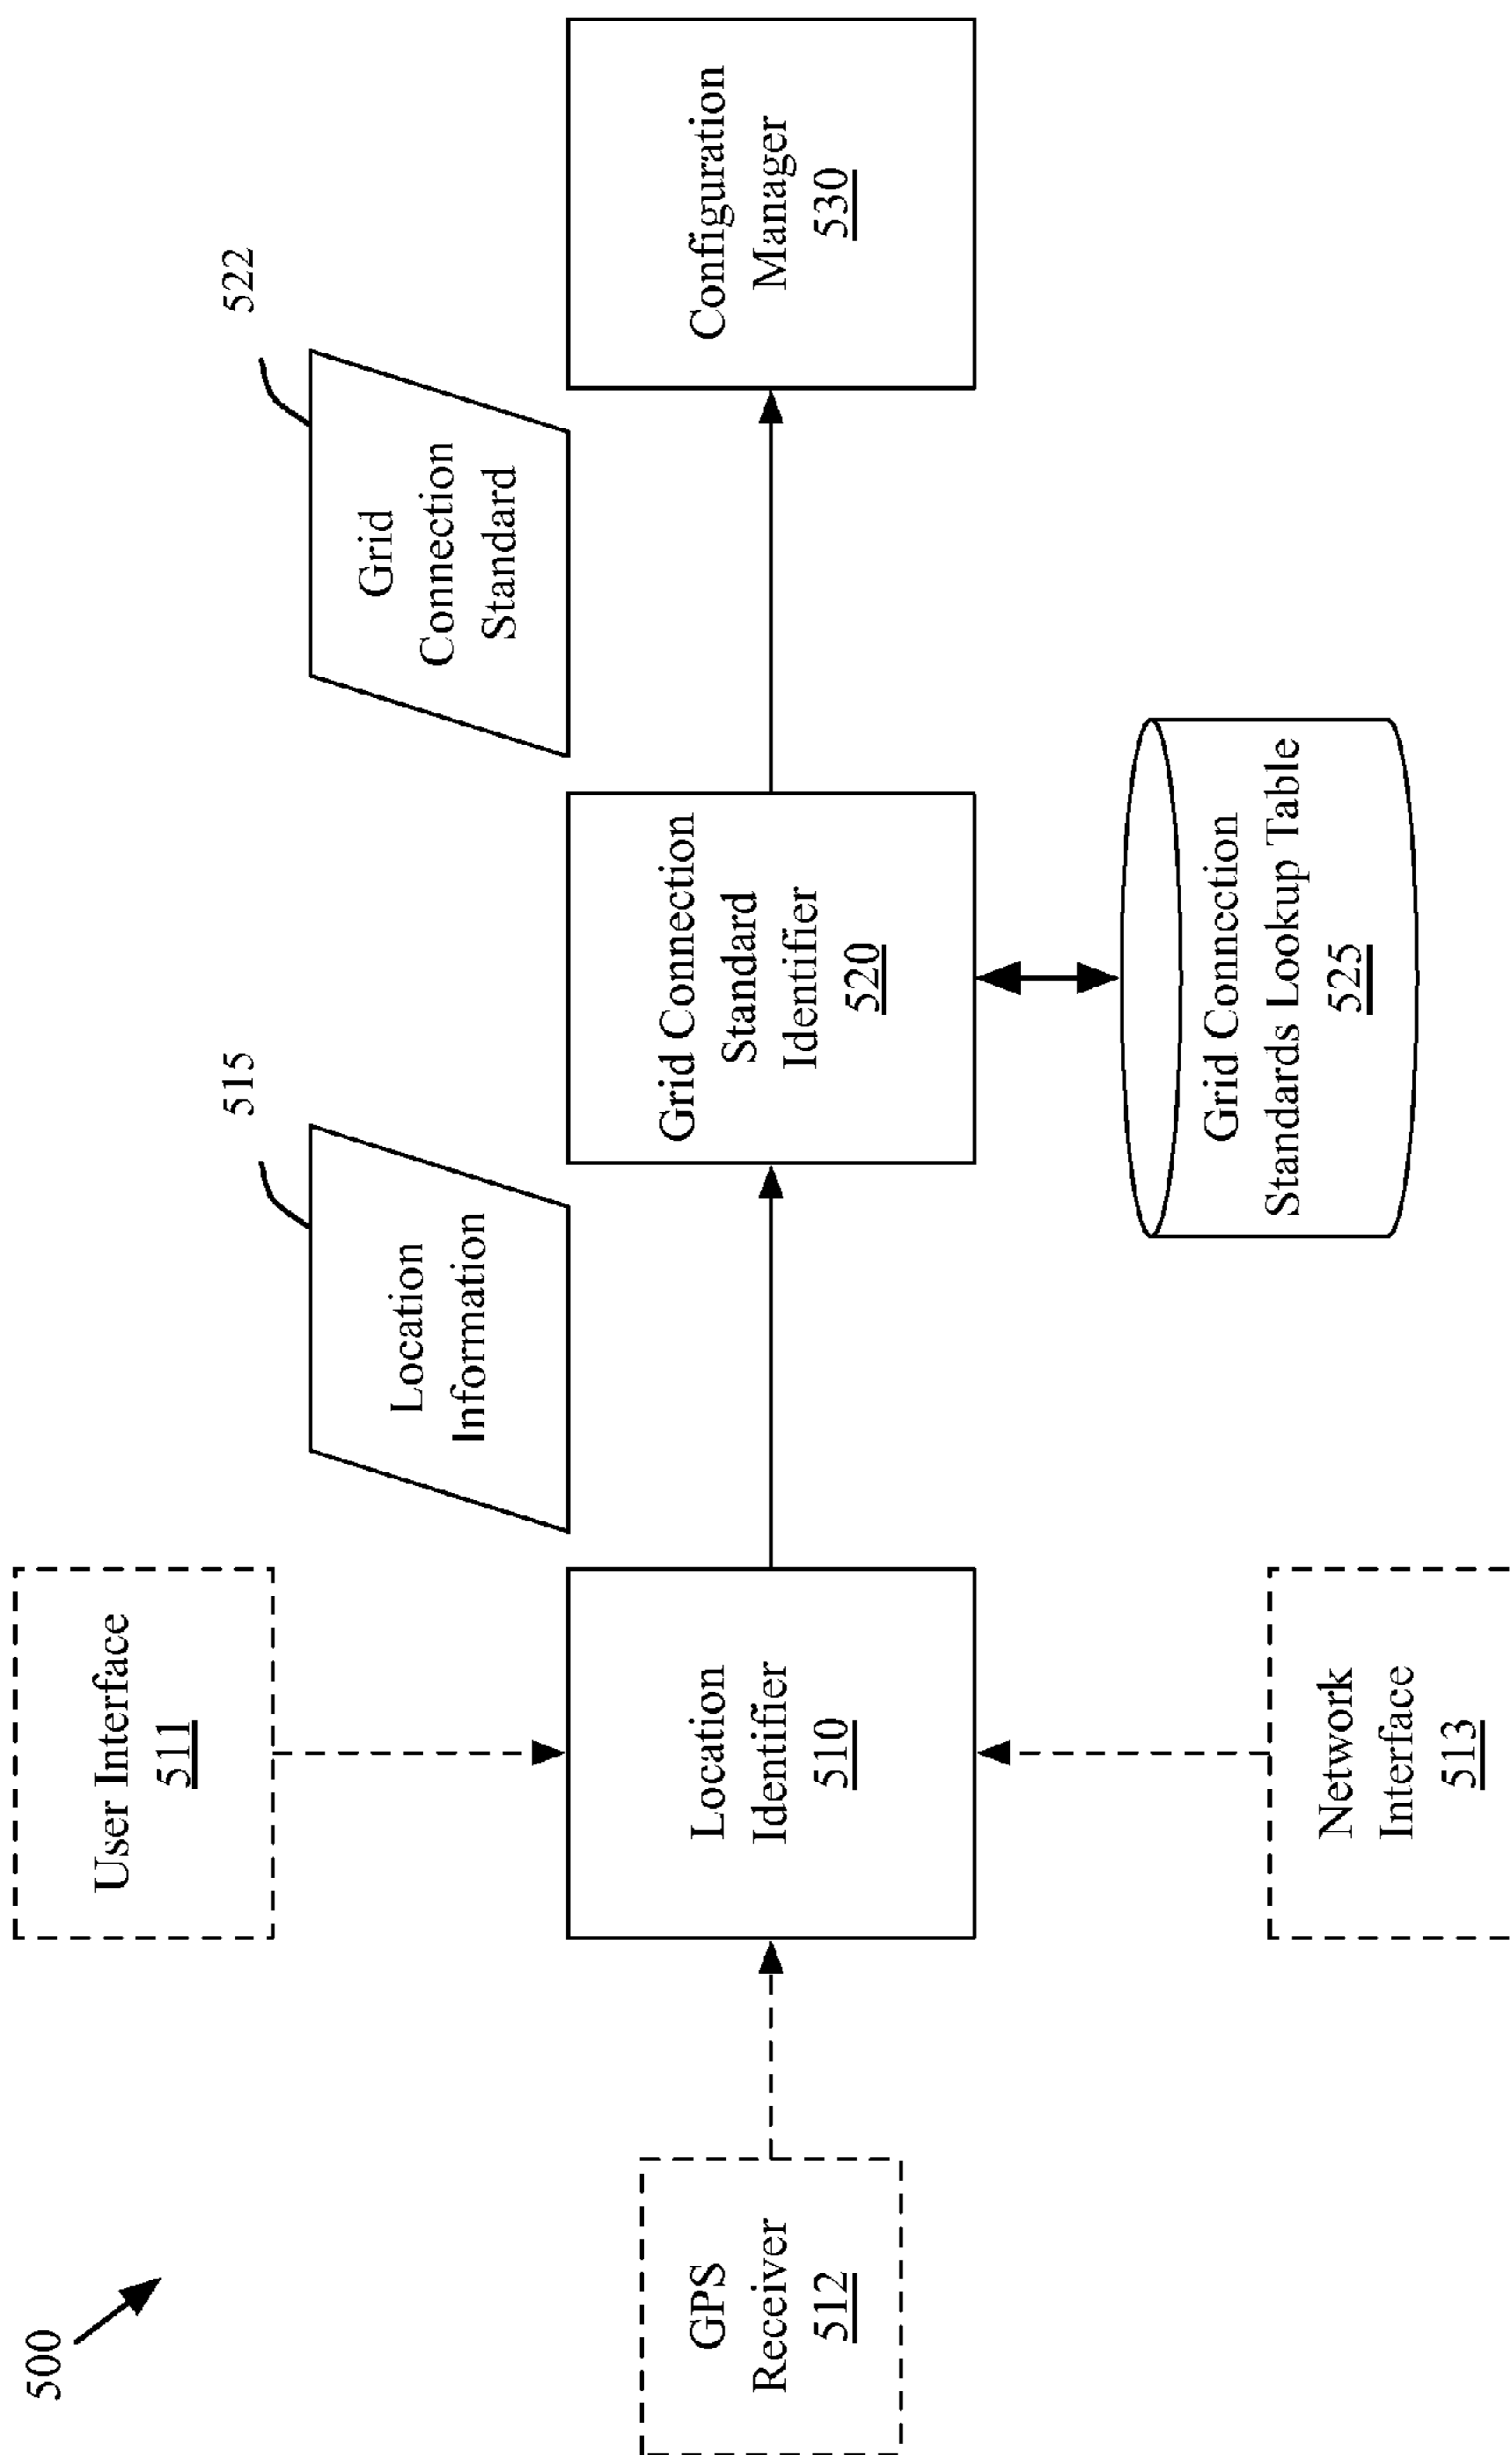 500
User Interface
511
GPS
Receiver
512
Location
Identifier
510
Network
Interface
513
Location
Information
515
Grid Connection
Standard
Identifier
520
Grid Connection
Standards Lookup Table
525
Grid
Connection
Standard
522
Configuration
Manager
530